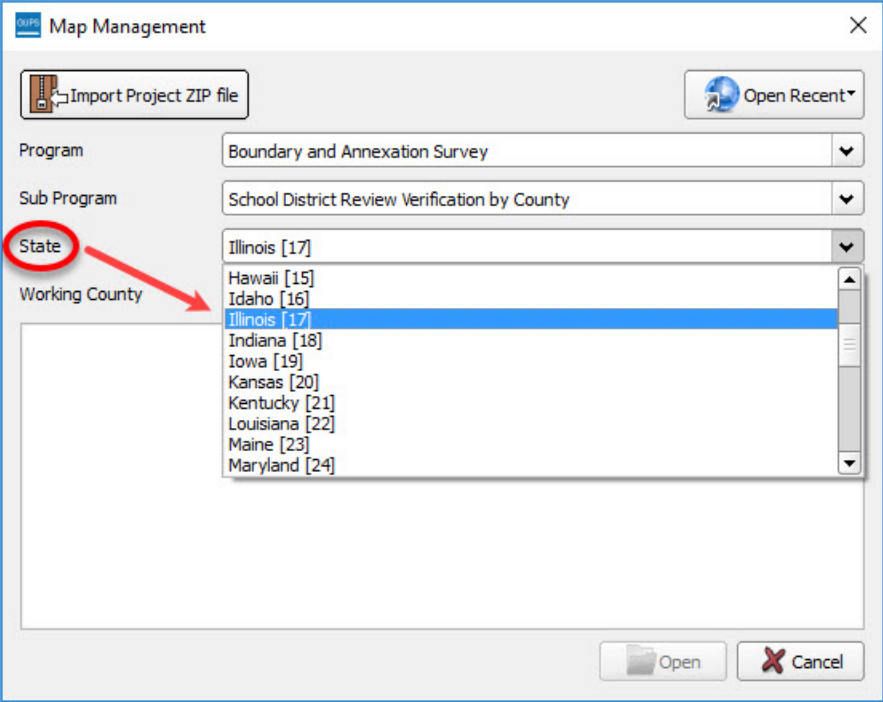 GUPS Map Management
Import Project ZIP file
Open Recent
Program
Boundary and Annexation Survey
Sub Program
School District Review Verification by County
State
Illinois [17]
Hawaii [15]
Working County
Idaho [16]
Illinois [17]
Indiana [18]
Iowa [19]
Kansas [20]
Kentucky [21]
Louisiana [22]
Maine [23]
Maryland [24]
Open
Cancel